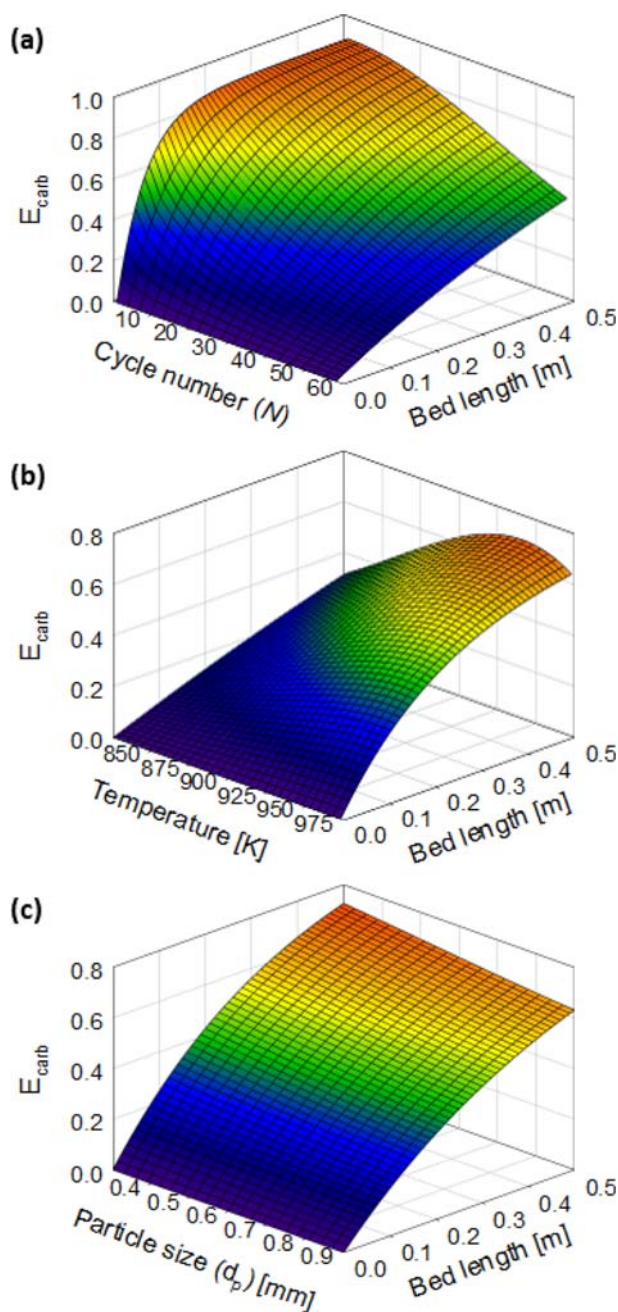 (a)
1.0
0.8
0.6
0.4
0.2
0.0
E_carb
10 20 30 40 50 60
Cycle number (N)
0.0 0.1 0.2 0.3 0.4 0.5
Bed length [m]
(b)
0.8
0.6
0.4
0.2
0.0
E_carb
850 875 900 925 950 975
Temperature [K]
0.0 0.1 0.2 0.3 0.4 0.5
Bed length [m]
(c)
0.8
0.6
0.4
0.2
0.0
E_carb
0.4 0.5 0.6 0.7 0.8 0.9
Particle size (d_p) [mm]
0.0 0.1 0.2 0.3 0.4 0.5
Bed length [m]